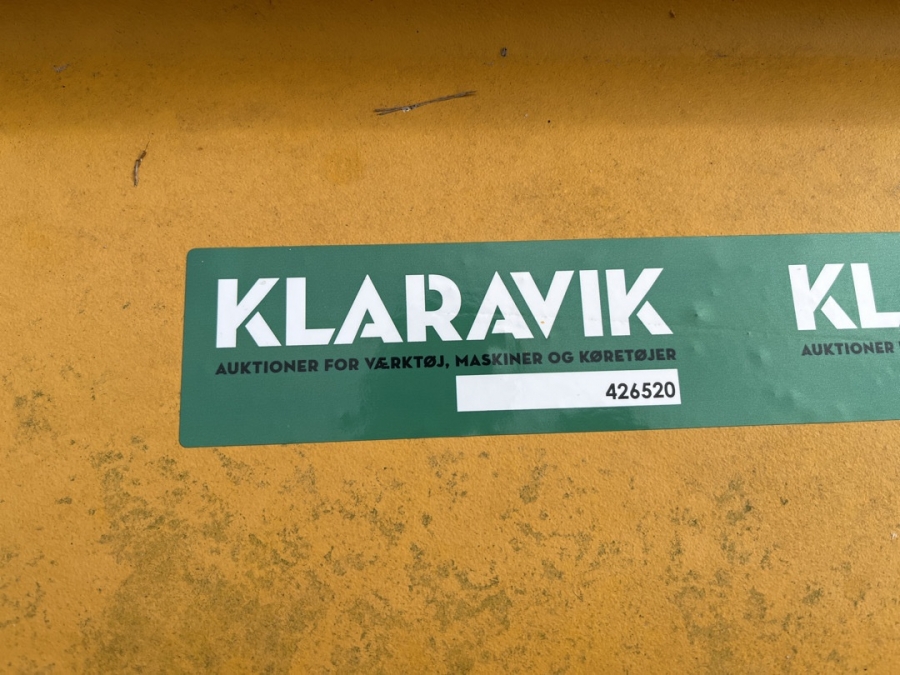 KLARAVIK
AUKTIONER FOR VÆRKTØJ, MASKINER OG KØRETØJER
426520
KL
AUKTIONER